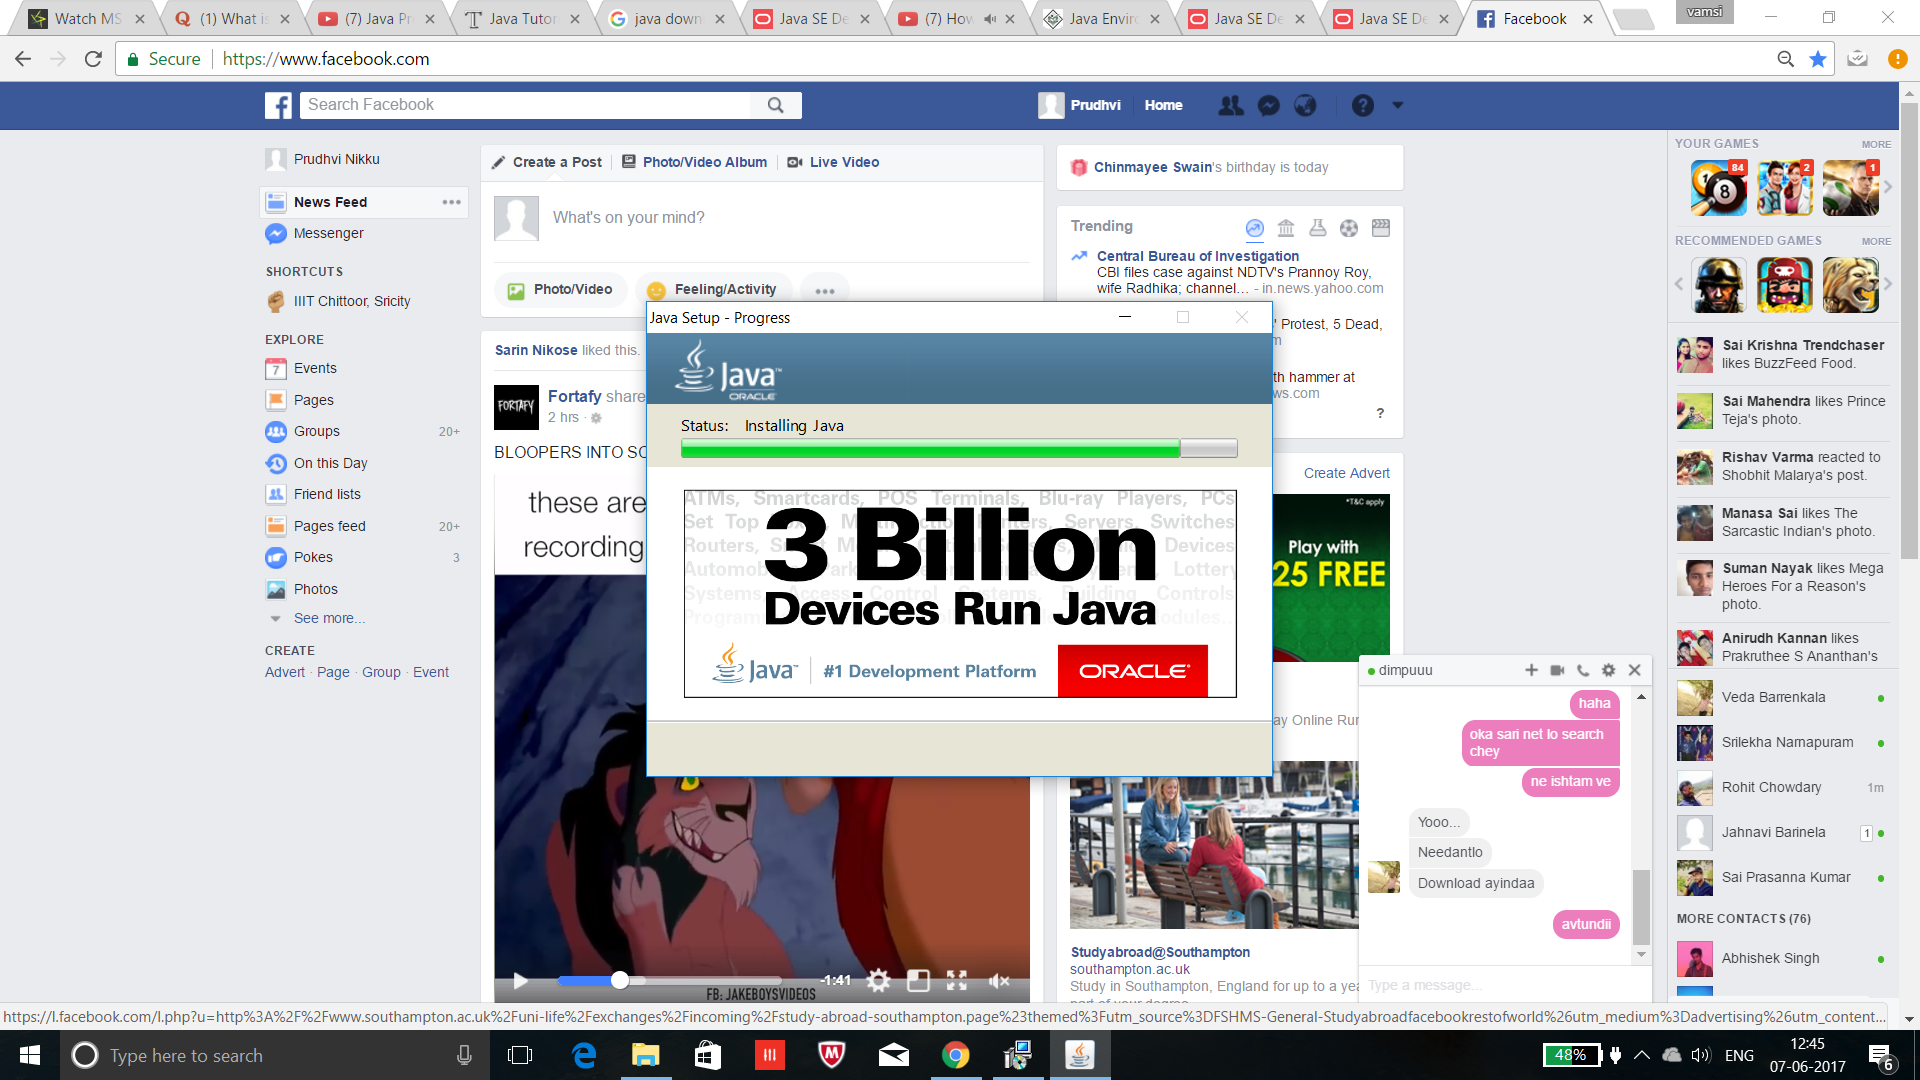 Watch MS
(1) What is
(7) Java Pr
Java Tutor
java down
Java SE De
(7) How
Java Enviro
Java SE De
Java SE De
Facebook
vamsi
Secure
https://www.facebook.com
Search Facebook
Prudhvi
Home
Prudhvi Nikku
News Feed
Messenger
SHORTCUTS
IIIT Chittoor, Sricity
EXPLORE
Events
Pages
Groups 20+
On this Day
Friend lists
Pages feed 20+
Pokes 3
Photos
See more...
CREATE
Advert · Page · Group · Event
Create a Post
Photo/Video Album
Live Video
What's on your mind?
Photo/Video
Feeling/Activity
Sarin Nikose liked this.
FORTAFY
Fortafy share
2 hrs
BLOOPERS INTO SC
these are
recording
-1:41
FB: JAKEBOYSVIDEOS
Java Setup - Progress
Java
ORACLE
Status: Installing Java
ATMs, Smartcards, POS Terminals, Blu-ray Players, PCs
Set Top
Servers, Switches
Routers,
Devices
Lottery
Systems, Access Control Systems, Building Controls
3 Billion
Devices Run Java
Java
#1 Development Platform
ORACLE
Chinmayee Swain's birthday is today
Trending
Central Bureau of Investigation
CBI files case against NDTV's Prannoy Roy,
wife Radhika; channel... - in.news.yahoo.com
' Protest, 5 Dead,
m
th hammer at
ws.com
?
Create Advert
*T&C apply
Play with
25 FREE
ay Online Rur
Studyabroad@Southampton
southampton.ac.uk
Study in Southampton, England for up to a yea
part of your degree
YOUR GAMES MORE
84
2
1
RECOMMENDED GAMES MORE
Sai Krishna Trendchaser
likes BuzzFeed Food.
Sai Mahendra likes Prince
Teja's photo.
Rishav Varma reacted to
Shobhit Malarya's post.
Manasa Sai likes The
Sarcastic Indian's photo.
Suman Nayak likes Mega
Heroes For a Reason's
photo.
Anirudh Kannan likes
Prakruthee S Ananthan's
Veda Barrenkala
Srilekha Namapuram
Rohit Chowdary 1m
Jahnavi Barinela 1
Sai Prasanna Kumar
MORE CONTACTS (76)
Abhishek Singh
dimpuuu
haha
oka sari net lo search
chey
ne ishtam ve
Yooo...
Needantlo
Download ayindaa
avtundii
Type a message...
https://l.facebook.com/l.php?u=http%3A%2F%2Fwww.southampton.ac.uk%2Funi-life%2Fexchanges%2Fincoming%2Fstudy-abroad-southampton.page%23themed%3Futm_source%3DFSHMS-General-Studyabroadfacebookrestofworld%26utm_medium%3Dadvertising%26utm_content...
Type here to search
48%
ENG
12:45
07-06-2017
6